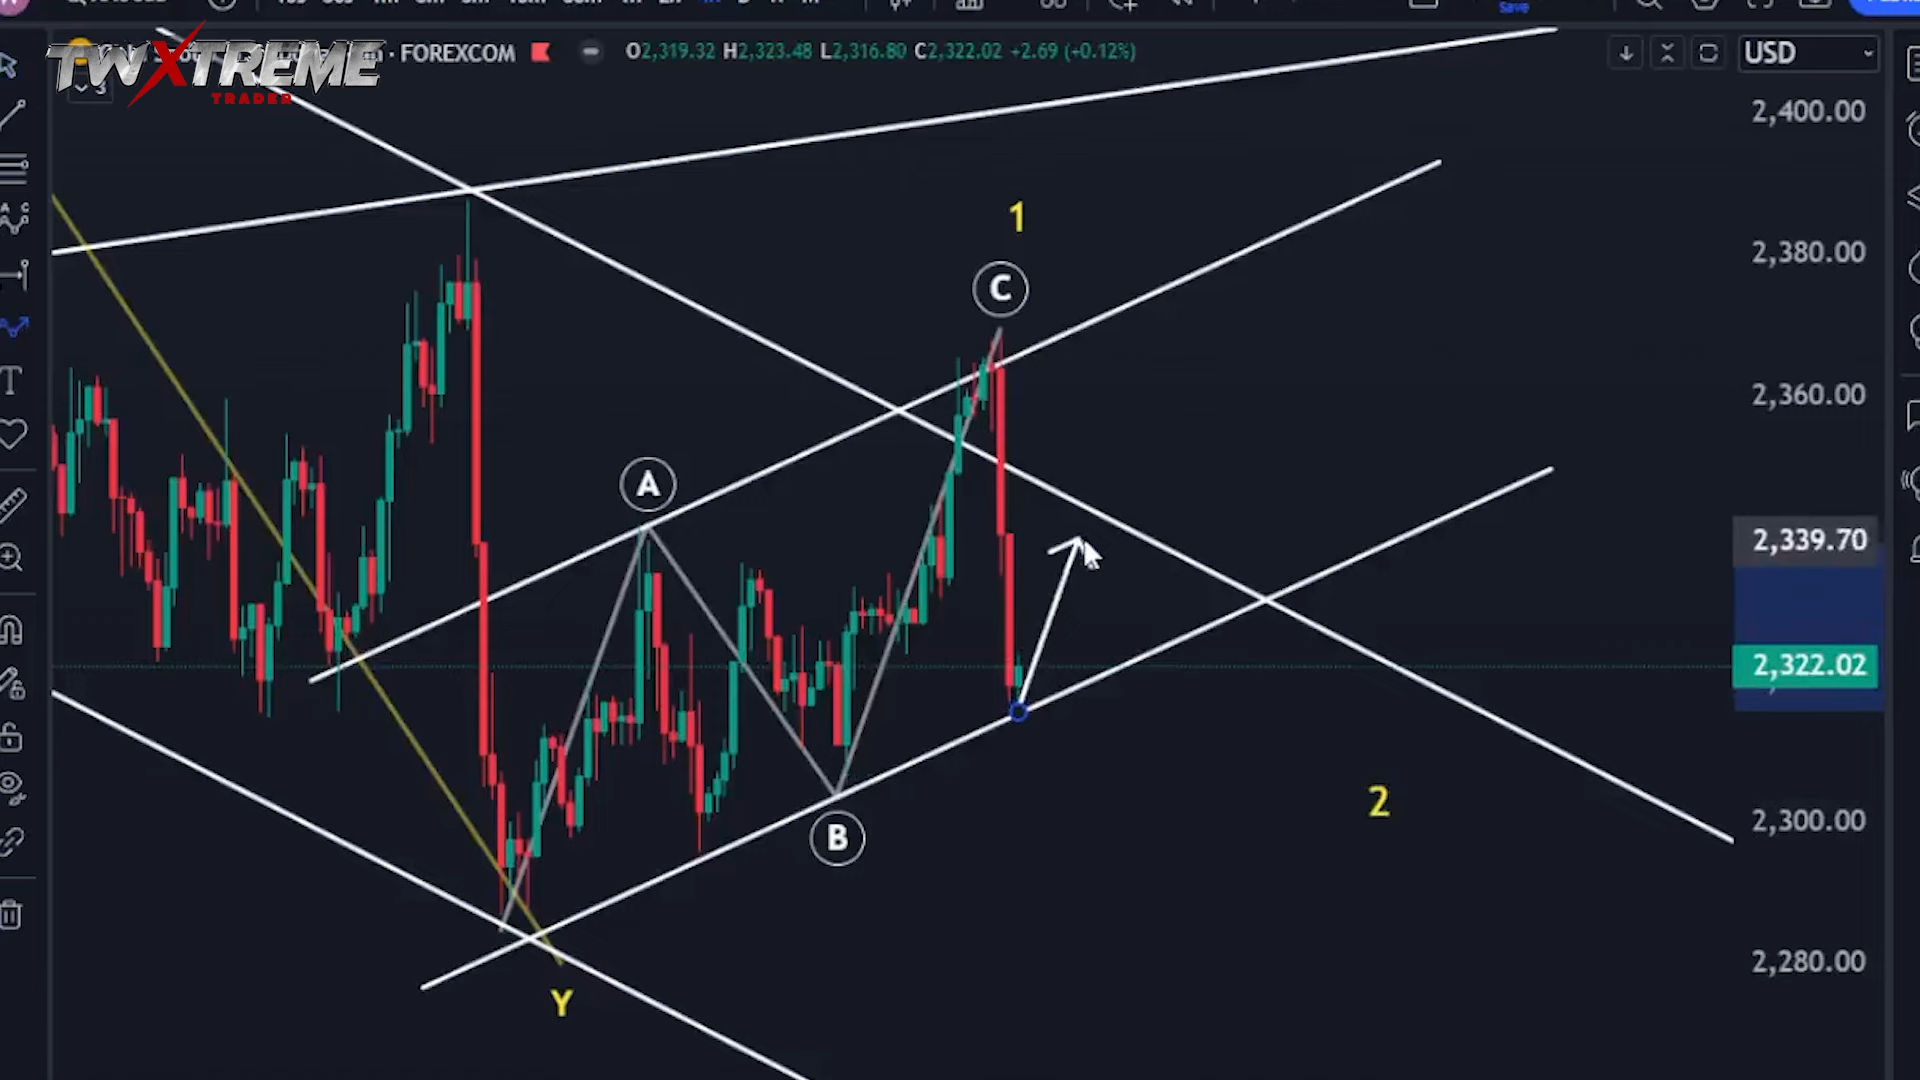 Save
TWXTREME
TRADER
· FOREXCOM
O2,319.32 H2,323.48 L2,316.80 C2,322.02 +2.69 (+0.12%)
USD
3
2,400.00
1
2,380.00
C
2,360.00
A
2,339.70
2,322.02
2
2,300.00
B
2,280.00
Y